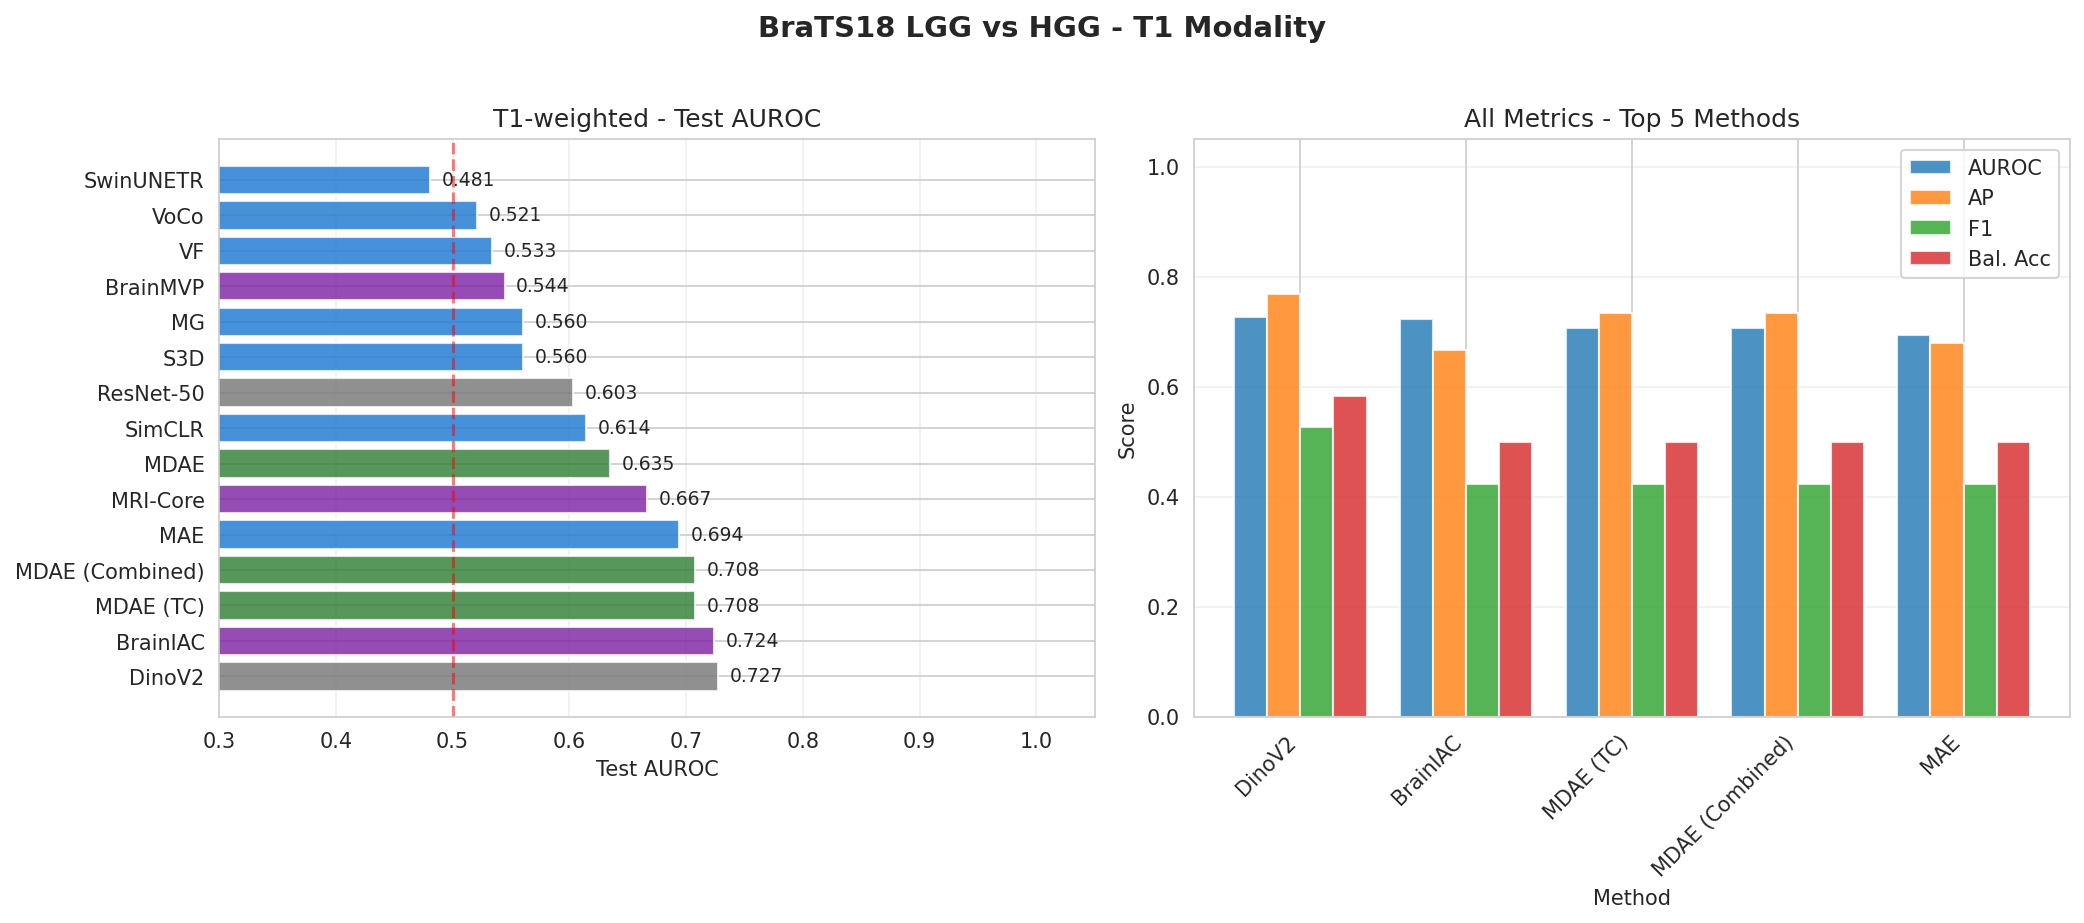 BraTS18 LGG vs HGG - T1 Modality
T1-weighted - Test AUROC
SwinUNETR
0.481
VoCo
0.521
VF
0.533
BrainMVP
0.544
MG
0.560
S3D
0.560
ResNet-50
0.603
SimCLR
0.614
MDAE
0.635
MRI-Core
0.667
MAE
0.694
MDAE (Combined)
0.708
MDAE (TC)
0.708
BrainIAC
0.724
DinoV2
0.727
0.3 0.4 0.5 0.6 0.7 0.8 0.9 1.0
Test AUROC
All Metrics - Top 5 Methods
AUROC
AP
F1
Bal. Acc
1.0
0.8
0.6
0.4
0.2
0.0
Score
DinoV2
BrainIAC
MDAE (TC)
MDAE (Combined)
MAE
Method